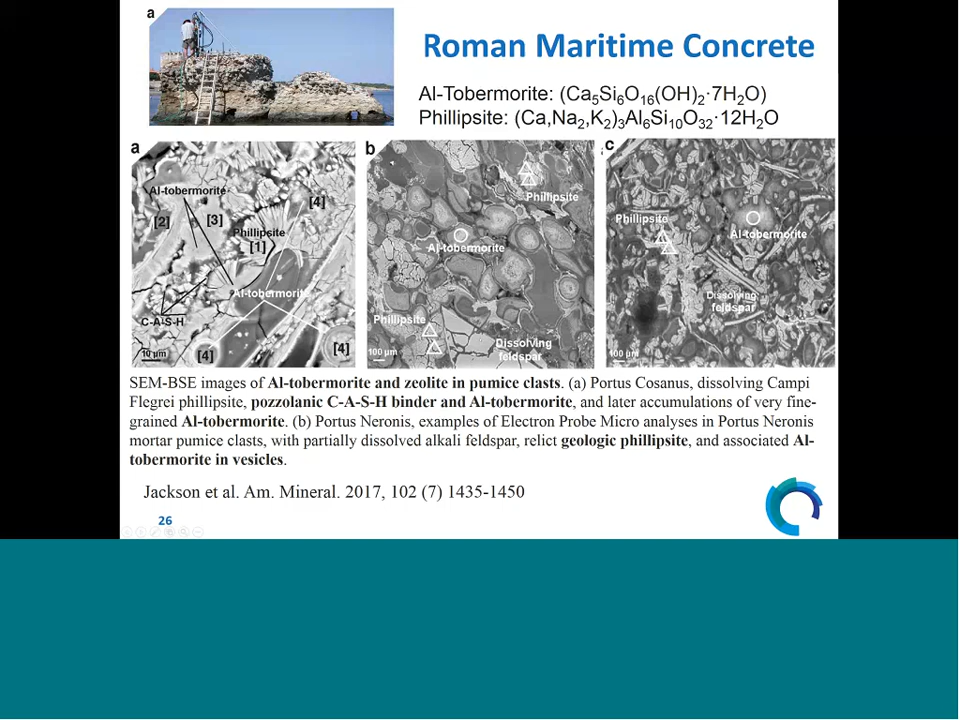 a
Roman Maritime Concrete
Al-Tobermorite: (Ca₅Si₆O₁₆(OH)₂·7H₂O)
Phillipsite: (Ca,Na₂,K₂)₃Al₆Si₁₀O₃₂·12H₂O
a
Al-tobermorite
[2]
[3]
[4]
Phillipsite
[1]
Al-tobermorite
C-A-S-H
10 µm
[4]
[4]
b
Phillipsite
Al-tobermorite
Phillipsite
Dissolving
feldspar
100 µm
c
Phillipsite
Al-tobermorite
Dissolving
feldspar
100 µm
SEM-BSE images of Al-tobermorite and zeolite in pumice clasts. (a) Portus Cosanus, dissolving Campi
Flegrei phillipsite, pozzolanic C-A-S-H binder and Al-tobermorite, and later accumulations of very fine-
grained Al-tobermorite. (b) Portus Neronis, examples of Electron Probe Micro analyses in Portus Neronis
mortar pumice clasts, with partially dissolved alkali feldspar, relict geologic phillipsite, and associated Al-
tobermorite in vesicles.
Jackson et al. Am. Mineral. 2017, 102 (7) 1435-1450
26